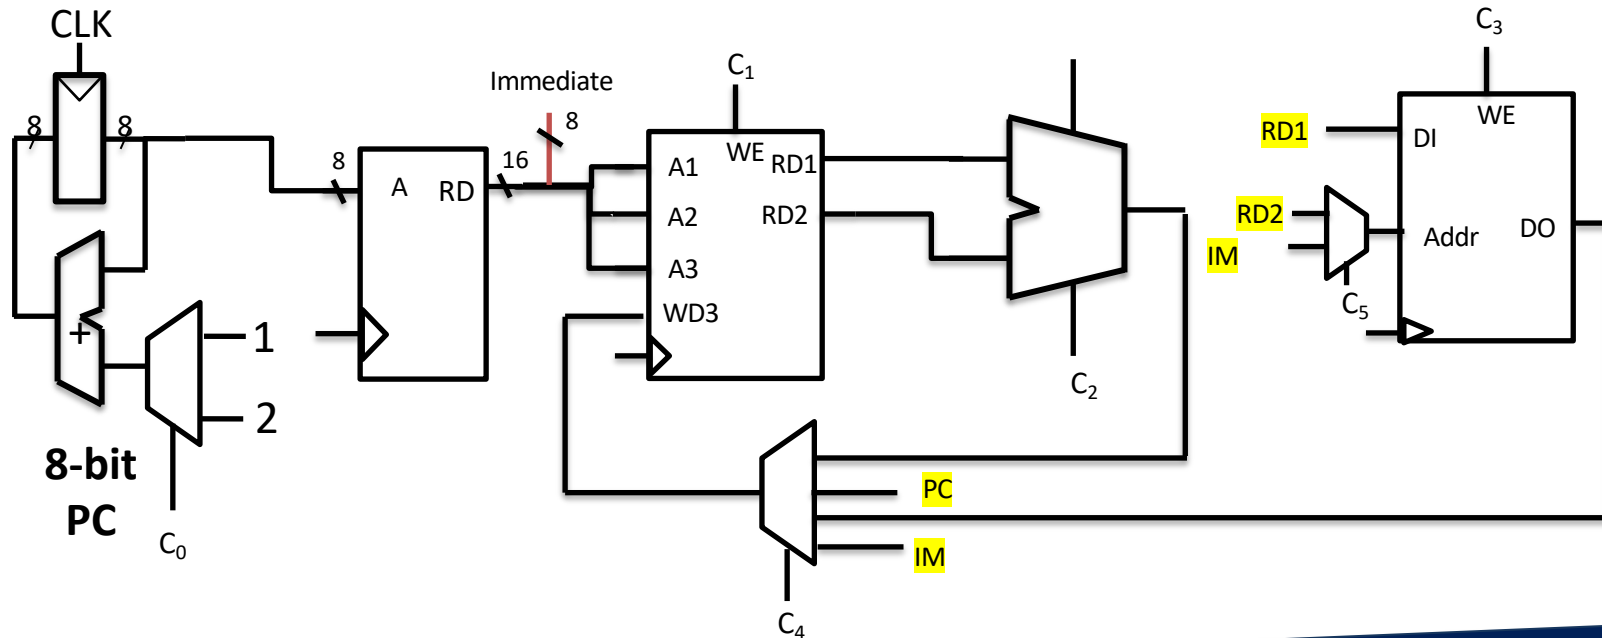 CLK
8
8
+
1
2
8-bit
PC
C₀
8
A
RD
16
Immediate
8
C₁
WE
A1
A2
A3
WD3
RD1
RD2
C₂
PC
IM
C₄
RD1
RD2
IM
C₅
C₃
WE
DI
Addr
DO